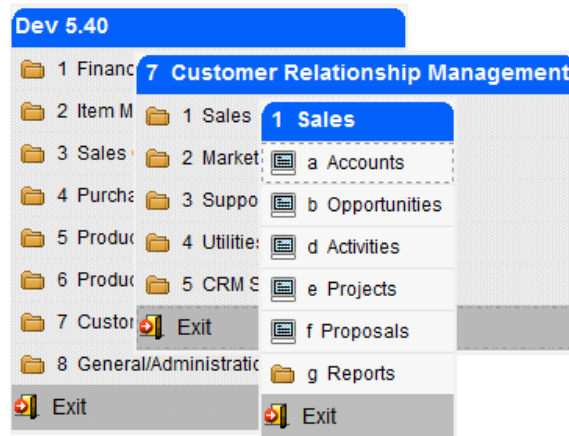 Dev 5.40
1 Financ
2 Item M
3 Sales
4 Purcha
5 Produc
6 Produc
7 Custor
8 General/Administratic
Exit
7 Customer Relationship Management
1 Sales
2 Market
3 Suppo
4 Utilities
5 CRM S
Exit
1 Sales
a Accounts
b Opportunities
d Activities
e Projects
f Proposals
g Reports
Exit